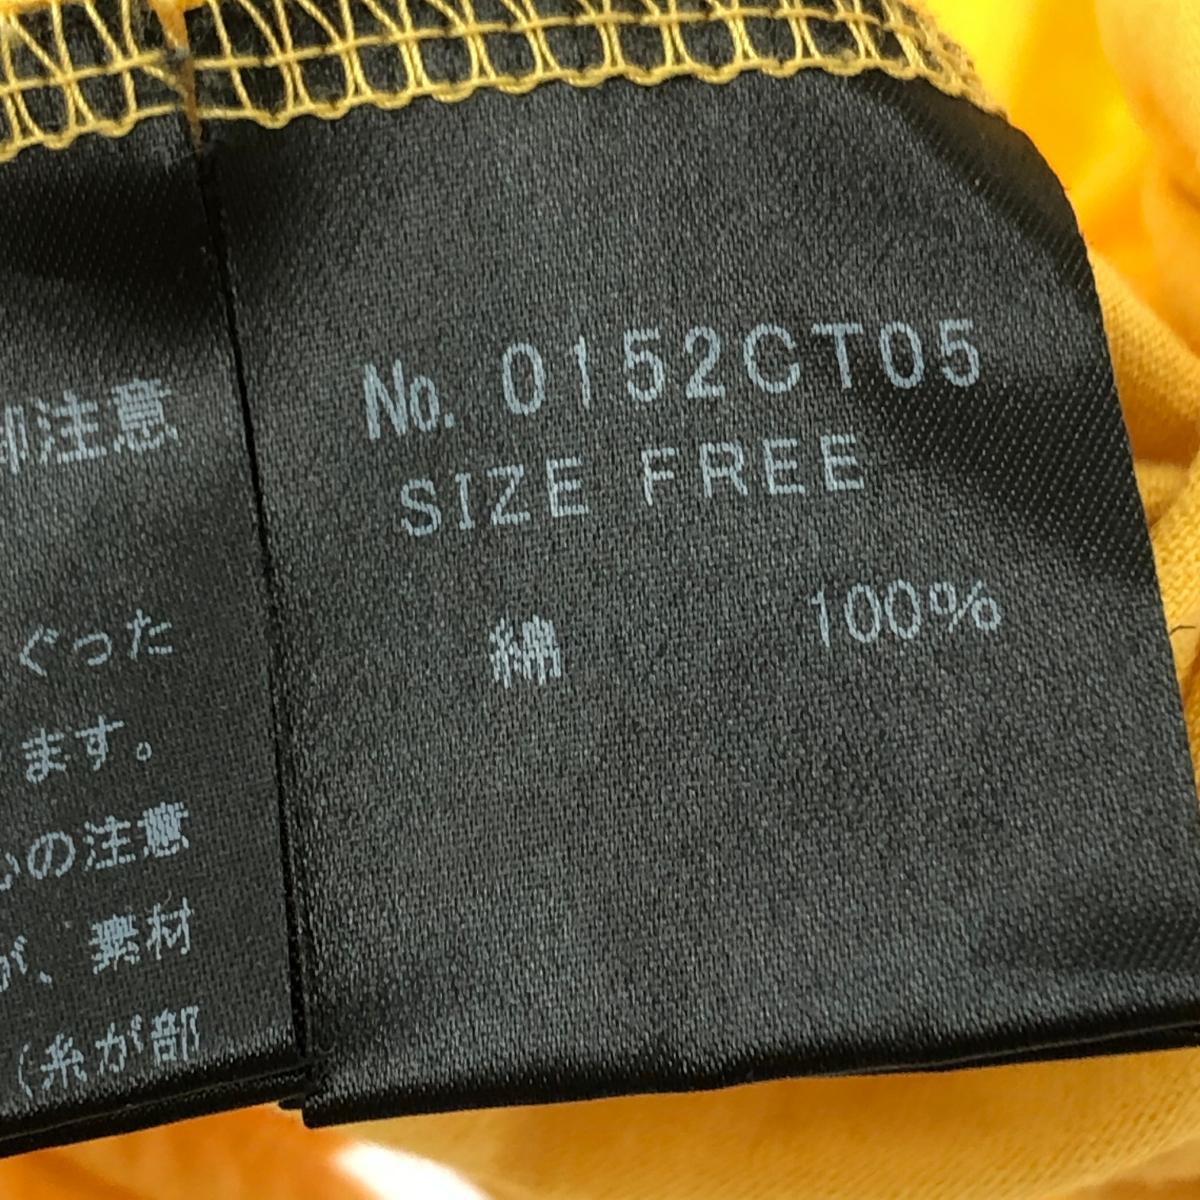 No. 0152CT05
SIZE FREE
綿 100%
注意
ぐった
ます。
の注意
が、素材
(糸が部